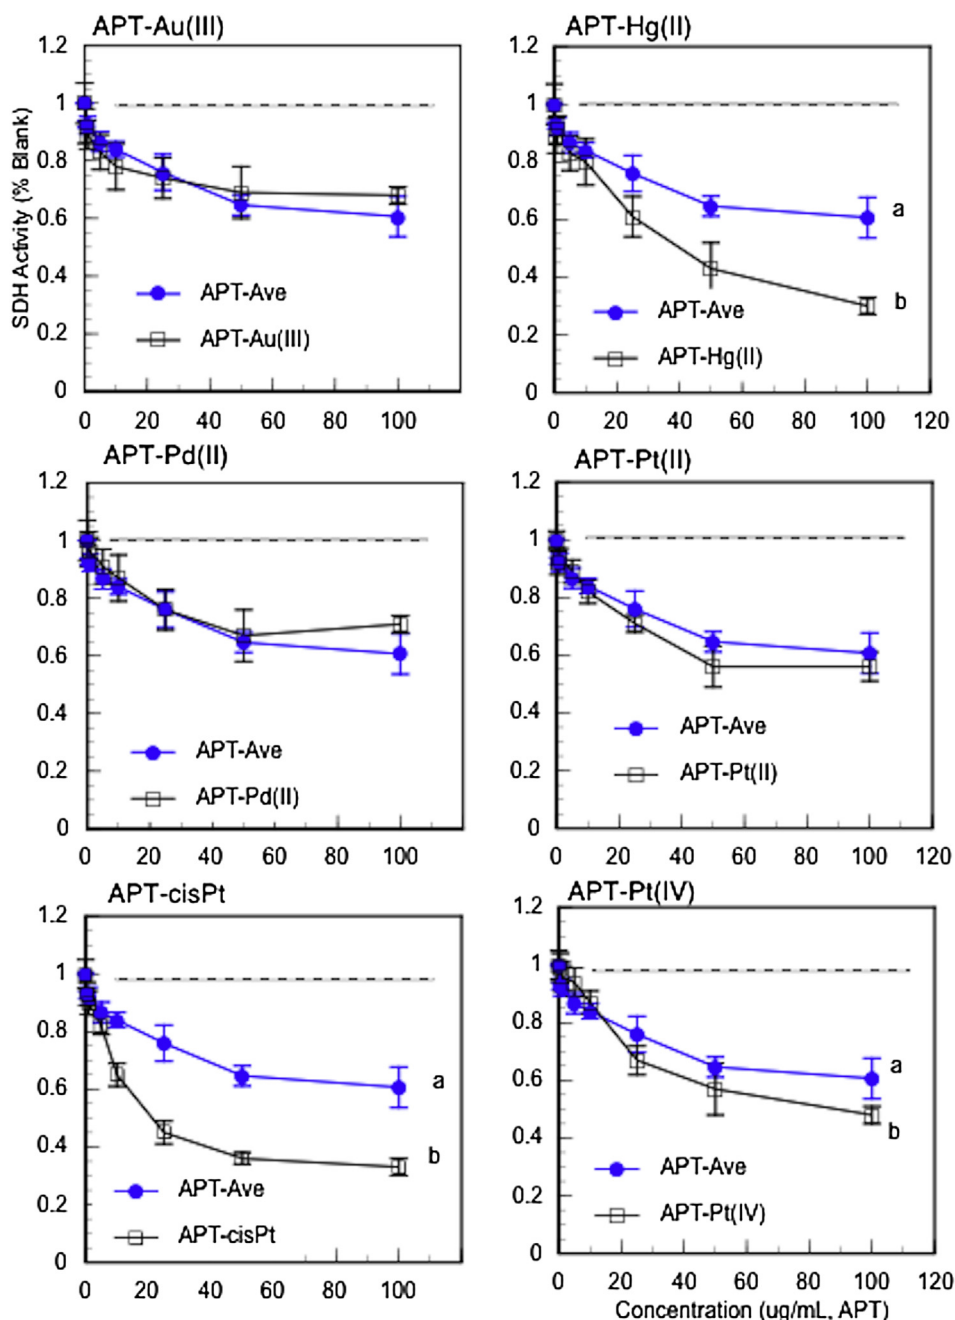 APT-Au(III)
1.2
1
0.8
0.6
0.4
0.2
0
SDH Activity (% Blank)
APT-Ave
APT-Au(III)
0 20 40 60 80 100
APT-Hg(II)
1.2
1
0.8
0.6
0.4
0.2
0
a
b
APT-Ave
APT-Hg(II)
0 20 40 60 80 100 120
APT-Pd(II)
1.2
1
0.8
0.6
0.4
0.2
0
APT-Ave
APT-Pd(II)
0 20 40 60 80 100
APT-Pt(II)
1.2
1
0.8
0.6
0.4
0.2
0
APT-Ave
APT-Pt(II)
0 20 40 60 80 100 120
APT-cisPt
1.2
1
0.8
0.6
0.4
0.2
0
a
b
APT-Ave
APT-cisPt
0 20 40 60 80 100
APT-Pt(IV)
1.2
1
0.8
0.6
0.4
0.2
0
a
b
APT-Ave
APT-Pt(IV)
0 20 40 60 80 100 120
Concentration (ug/mL, APT)